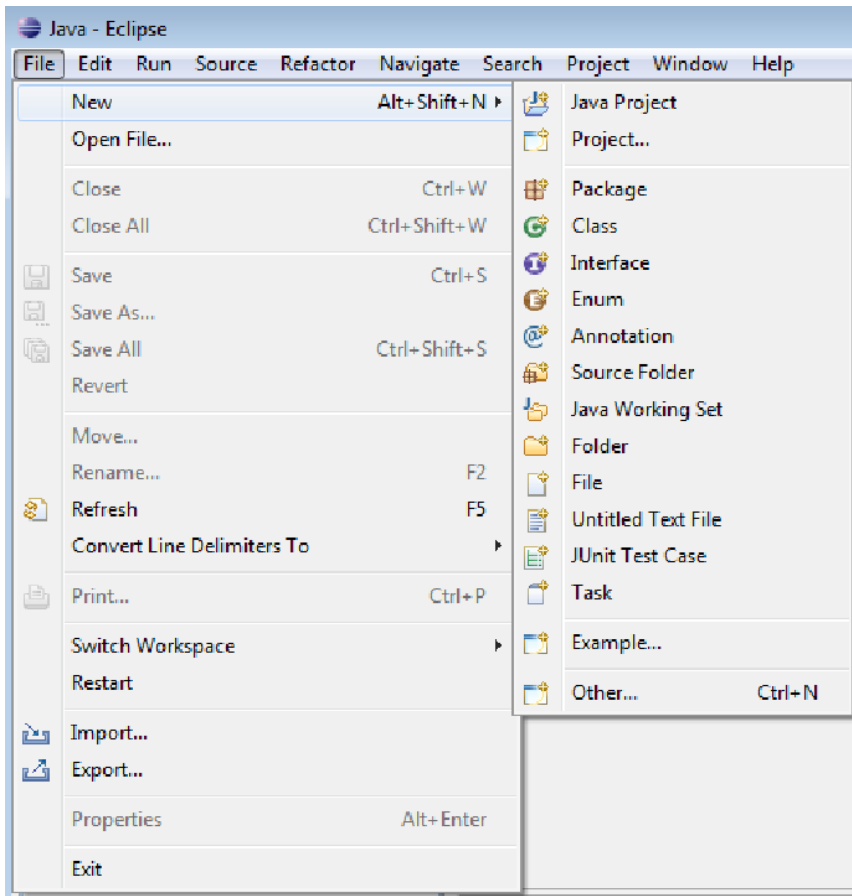 Java - Eclipse
File Edit Run Source Refactor Navigate Search Project Window Help
New Alt+Shift+N
Open File...
Close Ctrl+W
Close All Ctrl+Shift+W
Save Ctrl+S
Save As...
Save All Ctrl+Shift+S
Revert
Move...
Rename... F2
Refresh F5
Convert Line Delimiters To
Print... Ctrl+P
Switch Workspace
Restart
Import...
Export...
Properties Alt+Enter
Exit
Java Project
Project...
Package
Class
Interface
Enum
Annotation
Source Folder
Java Working Set
Folder
File
Untitled Text File
JUnit Test Case
Task
Example...
Other... Ctrl+N